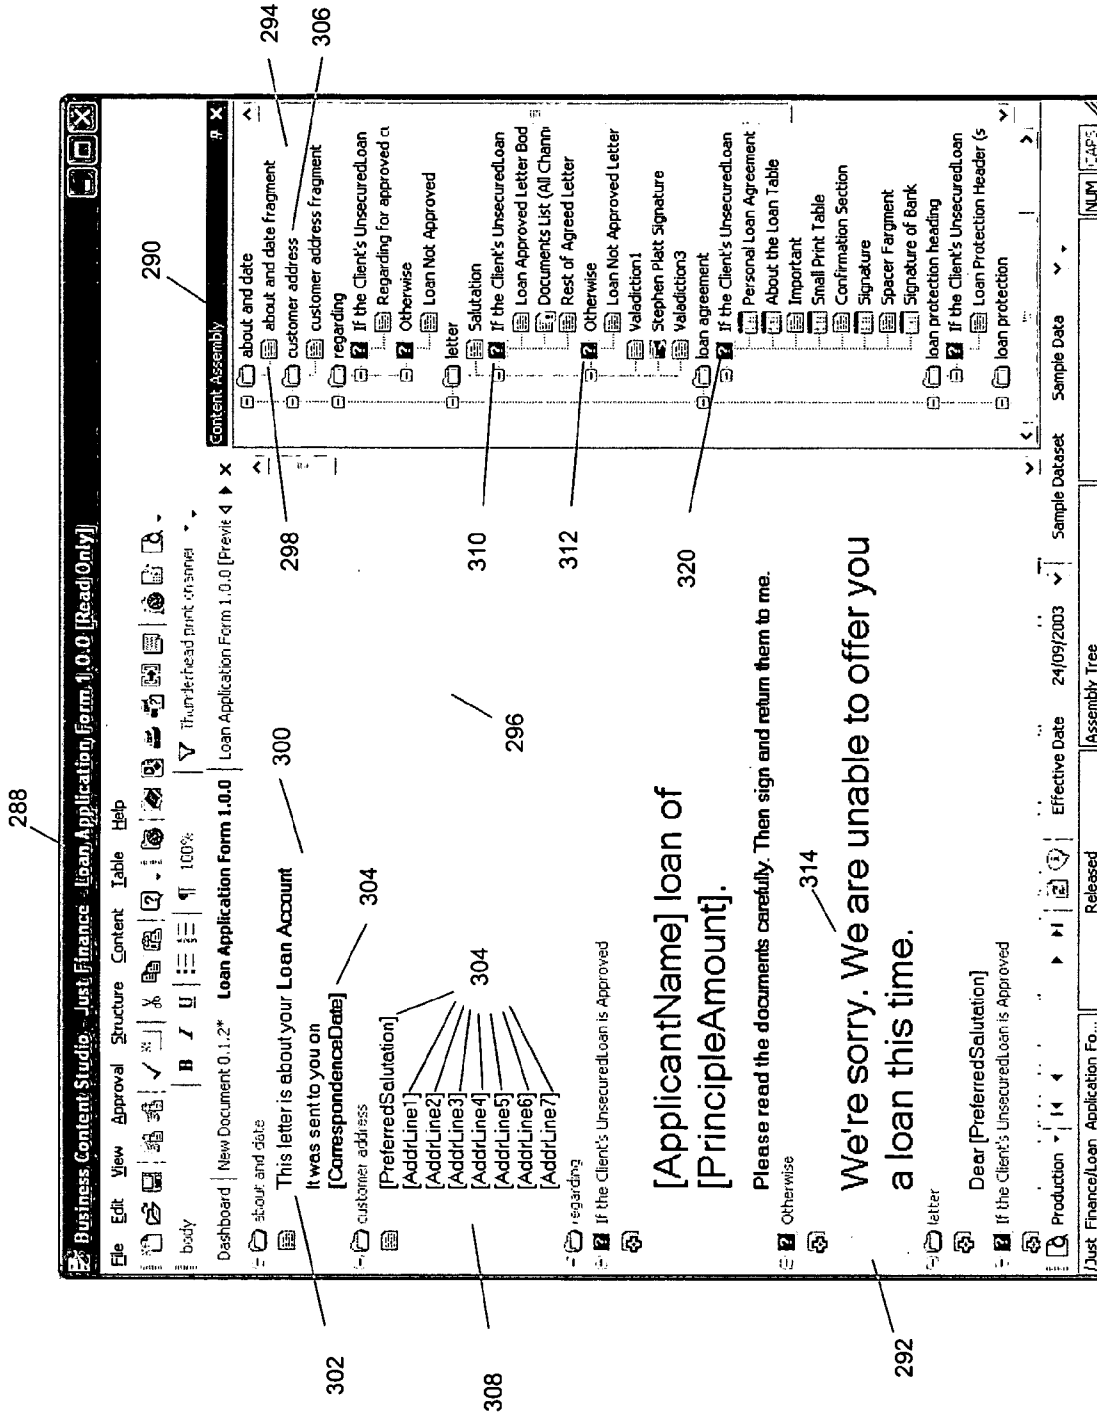 288
Business Content Studio - Just Finance - Loan Application Form 1.0.0 [Read Only]
File Edit View Approval Structure Content Table Help
body
B I U ¶ 100% Thunderhead print channel
Dashboard New Document 0.1.2* Loan Application Form 1.0.0 Loan Application Form 1.0.0 [Previe
about and date
This letter is about your Loan Account
It was sent to you on
[CorrespondenceDate]
customer address
[PreferredSalutation]
[AddrLine1]
[AddrLine2]
[AddrLine3]
[AddrLine4]
[AddrLine5]
[AddrLine6]
[AddrLine7]
regarding
If the Client's UnsecuredLoan is Approved
[ApplicantName] loan of
[PrincipleAmount].
Please read the documents carefully. Then sign and return them to me.
Otherwise
We're sorry. We are unable to offer you
a loan this time.
latter
Dear [PreferredSalutation]
If the Client's UnsecuredLoan is Approved
Content Assembly
about and date
about and date fragment
customer address
customer address fragment
regarding
If the Client's UnsecuredLoan
Regarding for approved cu
Otherwise
Loan Not Approved
letter
Salutation
If the Client's UnsecuredLoan
Loan Approved Letter Bod
Documents List (All Chann
Rest of Agreed Letter
Otherwise
Loan Not Approved Letter
Valadiction1
Stephen Platt Signature
Valadiction3
loan agreement
If the Client's UnsecuredLoan
Personal Loan Agreement
About the Loan Table
Important
Small Print Table
Confirmation Section
Signature
Spacer Fargment
Signature of Bank
loan protection heading
If the Client's UnsecuredLoan
Loan Protection Header (s
loan protection
Production Effective Date 24/09/2003 Sample Dataset Sample Data
/Just Finance/Loan Application Fo... Released Assembly Tree NUM CAPS
290
294
306
298
310
312
320
300
304
304
296
314
302
308
292